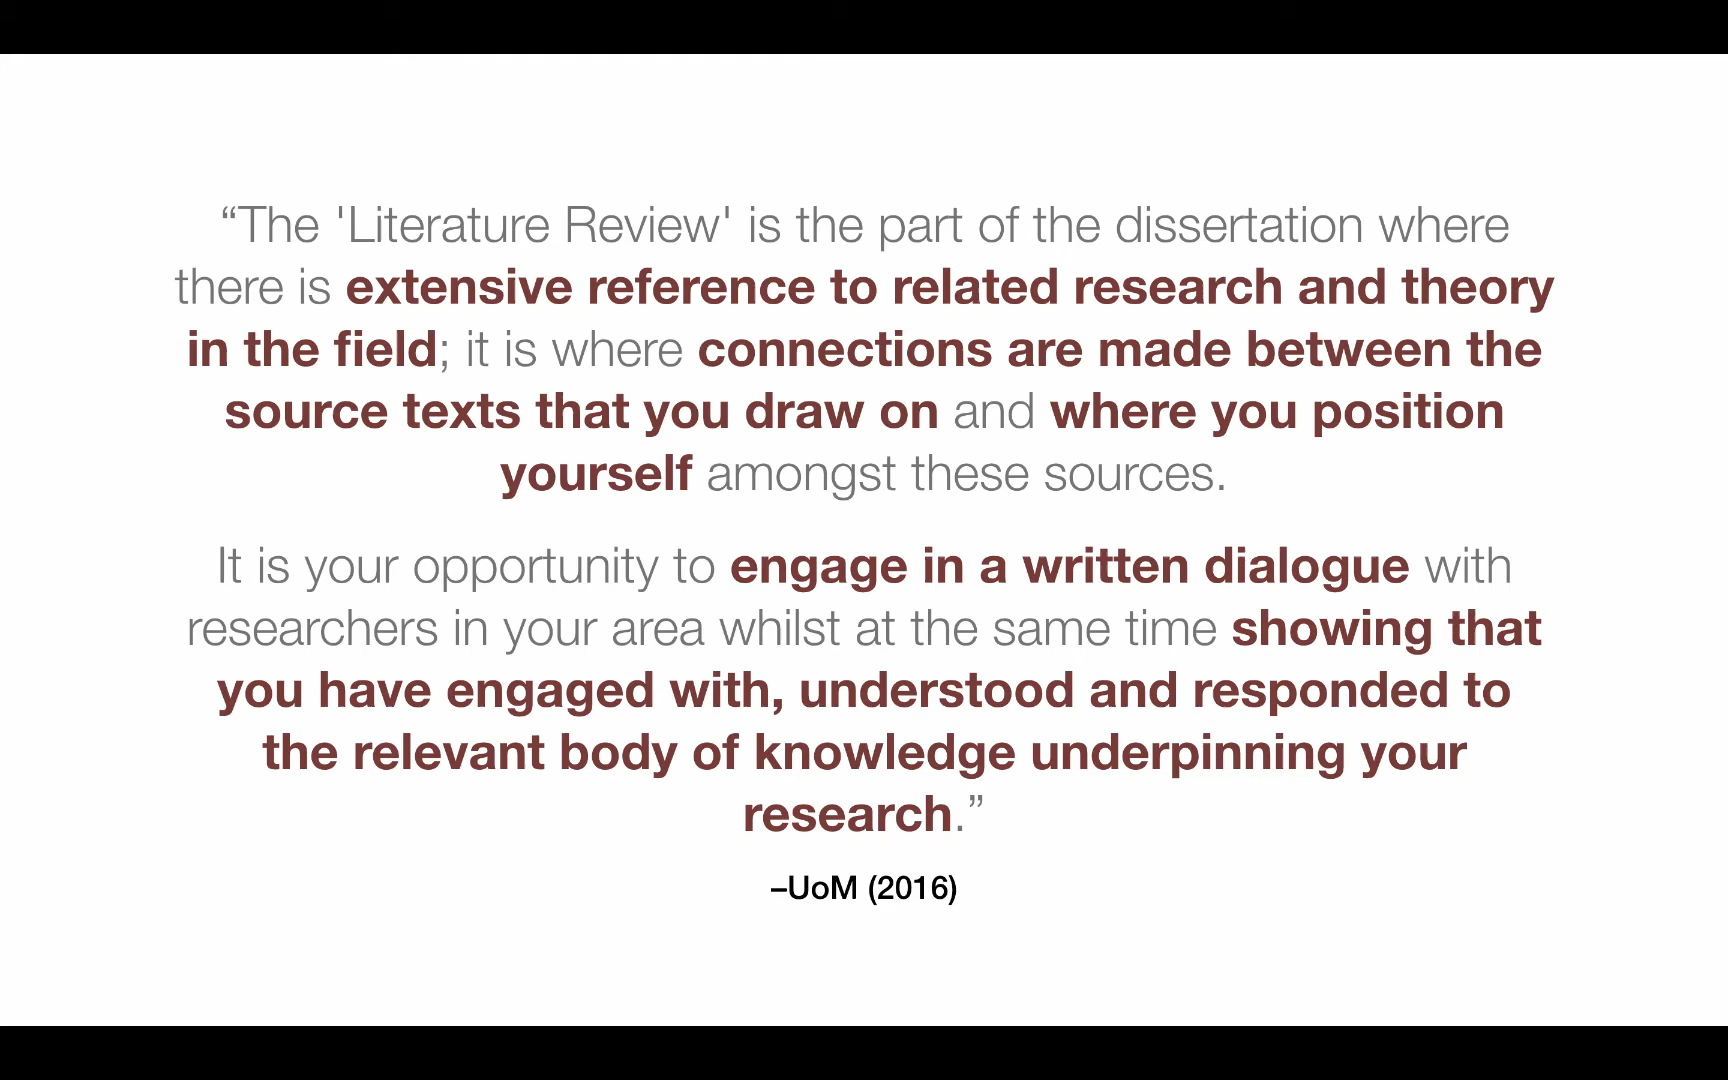 “The 'Literature Review' is the part of the dissertation where
there is extensive reference to related research and theory
in the field; it is where connections are made between the
source texts that you draw on and where you position
yourself amongst these sources.
It is your opportunity to engage in a written dialogue with
researchers in your area whilst at the same time showing that
you have engaged with, understood and responded to
the relevant body of knowledge underpinning your
research.”
–UoM (2016)